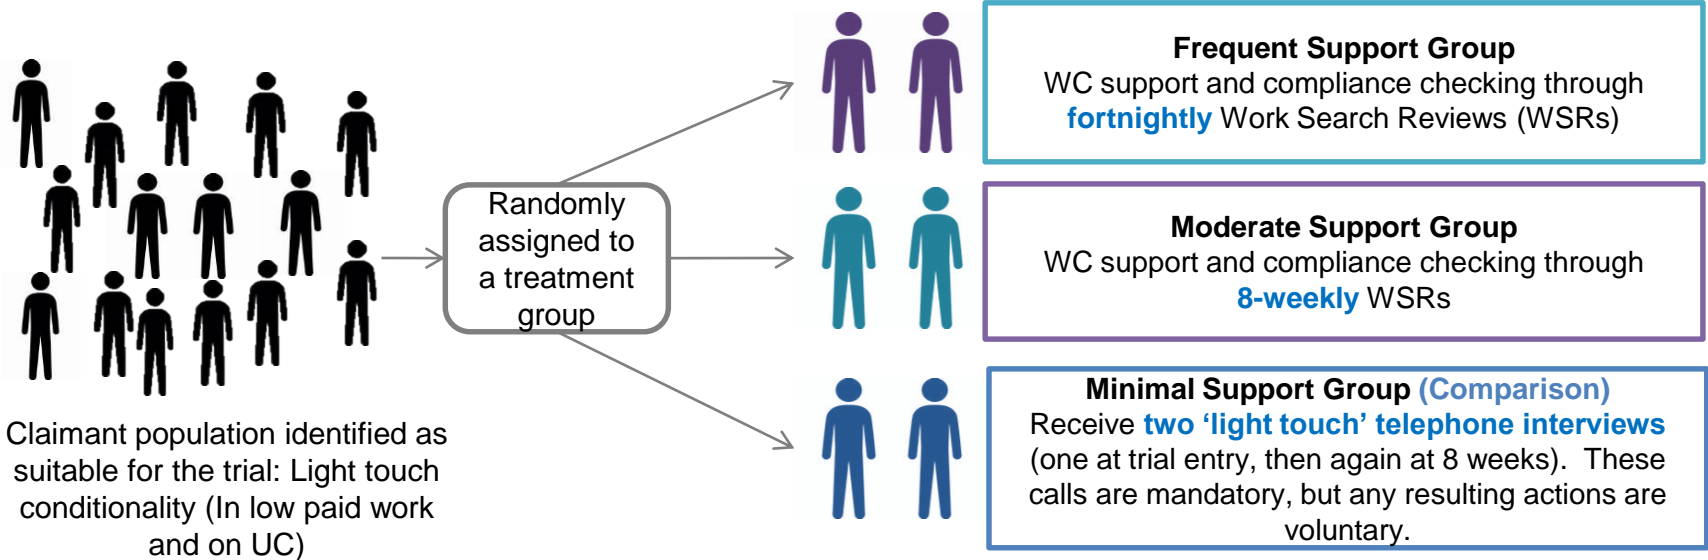 Claimant population identified as
suitable for the trial: Light touch
conditionality (In low paid work
and on UC)
Randomly
assigned to
a treatment
group
Frequent Support Group
WC support and compliance checking through
fortnightly Work Search Reviews (WSRs)
Moderate Support Group
WC support and compliance checking through
8-weekly WSRs
Minimal Support Group (Comparison)
Receive two ‘light touch’ telephone interviews
(one at trial entry, then again at 8 weeks).  These
calls are mandatory, but any resulting actions are
voluntary.